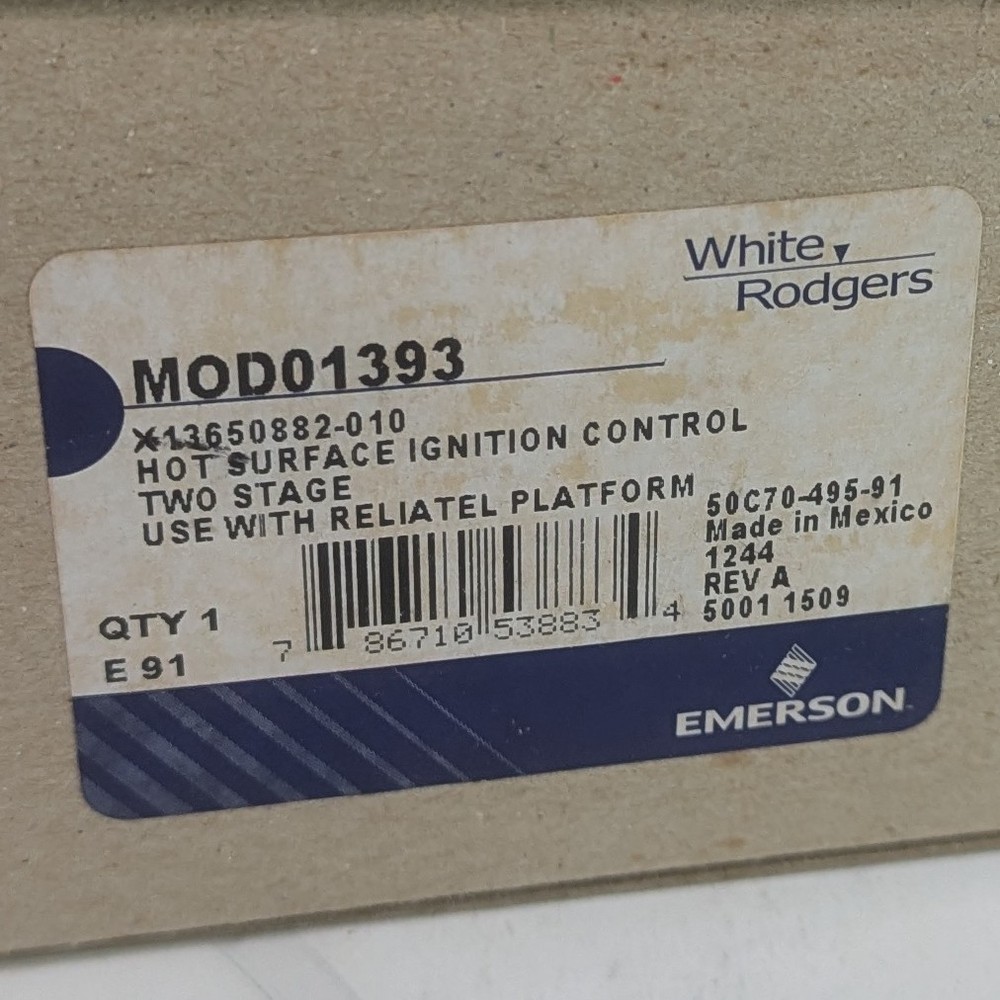 White
Rodgers
MOD01393
X13650882-010
HOT SURFACE IGNITION CONTROL
TWO STAGE
USE WITH RELIATEL PLATFORM
50C70-495-91
Made in Mexico
1244
REV A
5001 1509
QTY 1
E 91
7 86710 53883 4
EMERSON